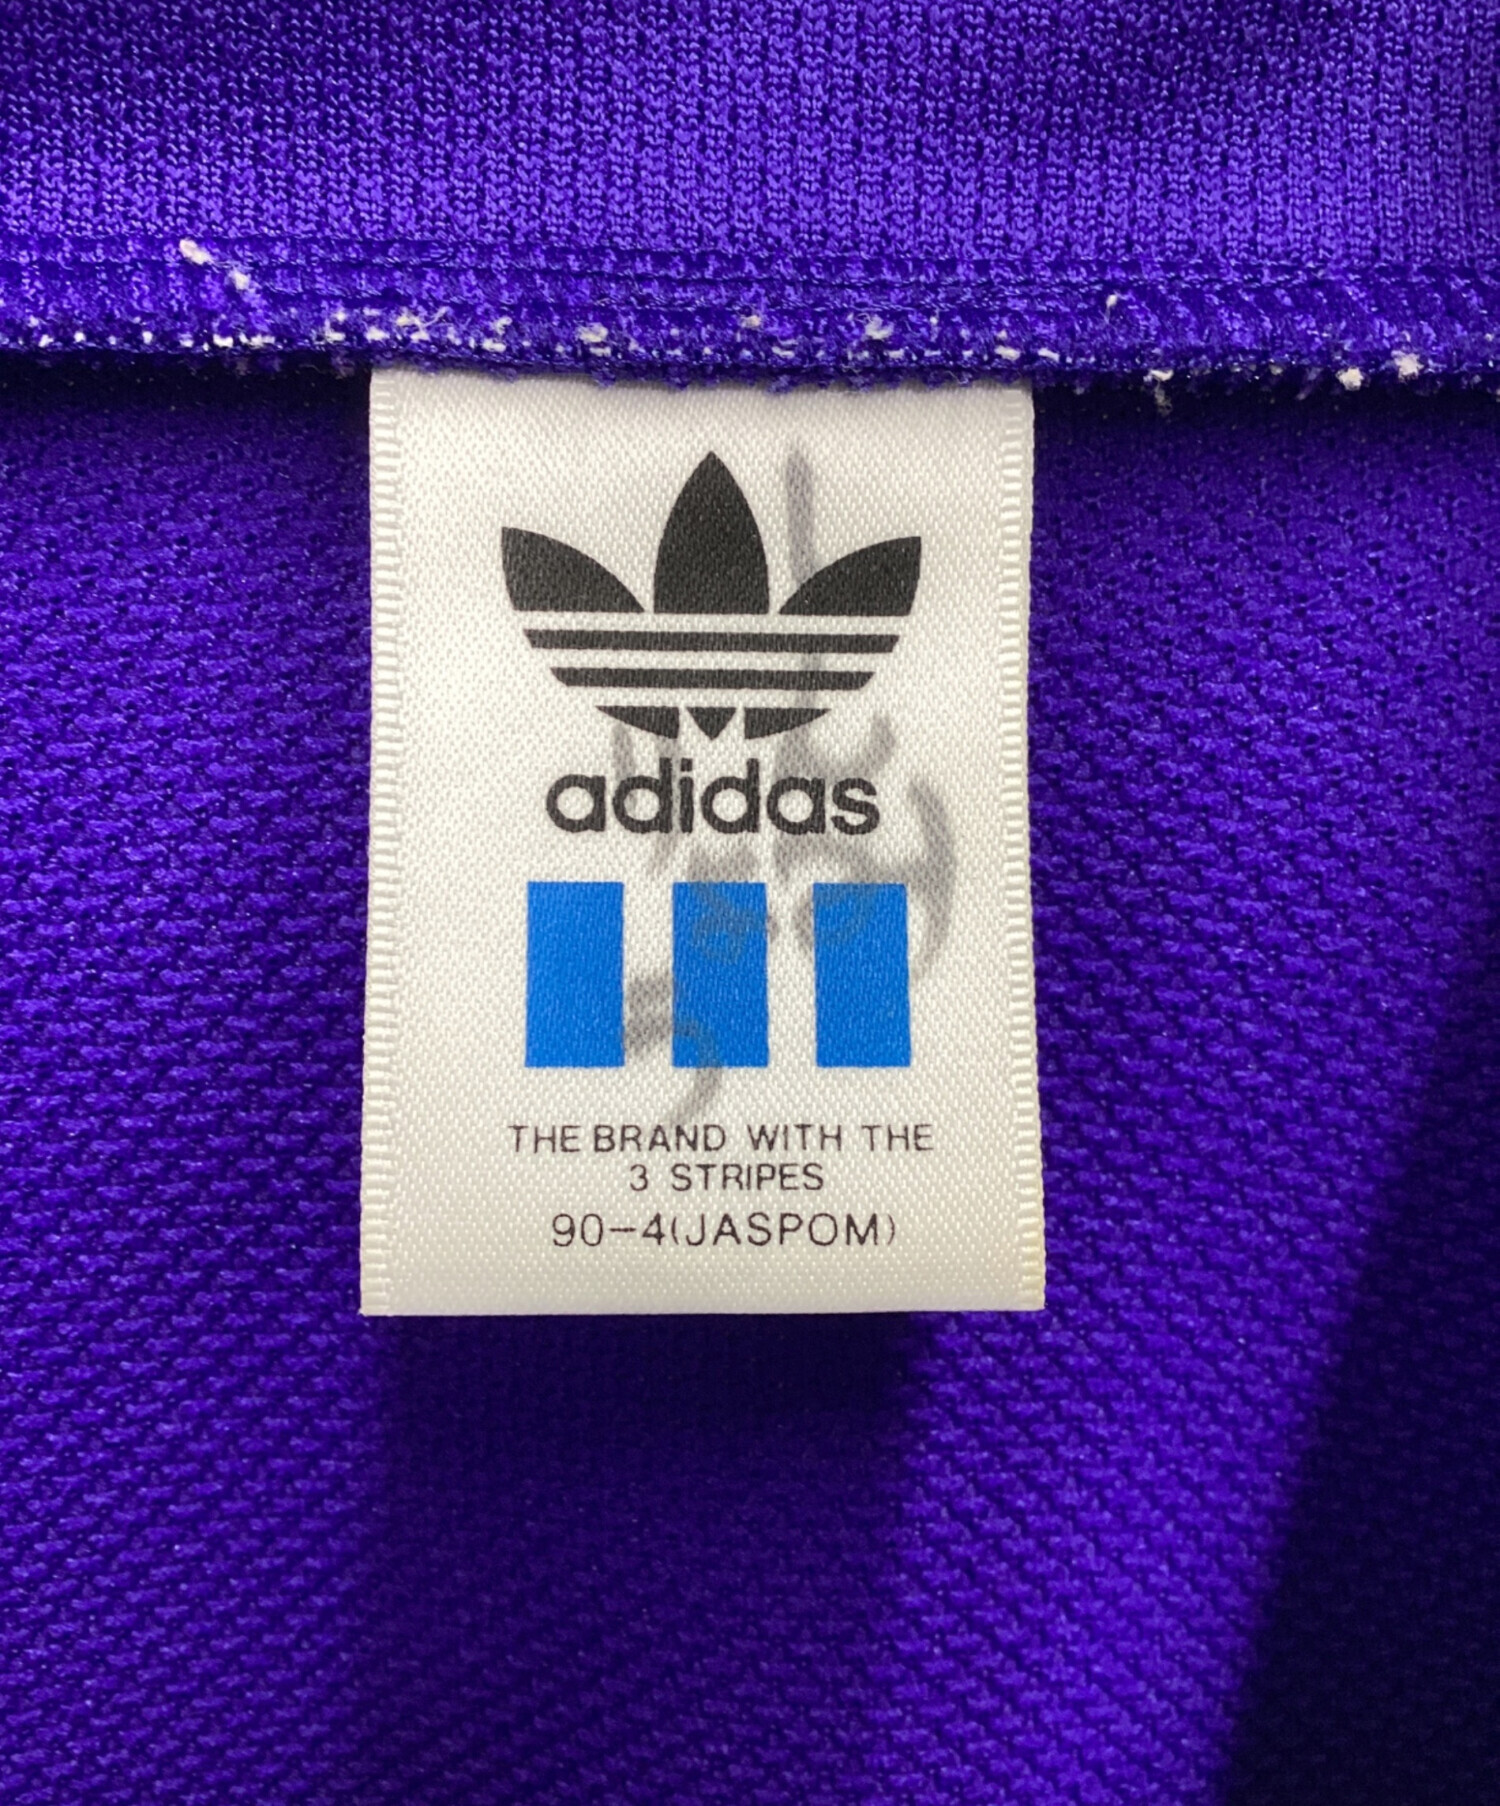 adidas
THE BRAND WITH THE
3 STRIPES
90-4(JASPOM)